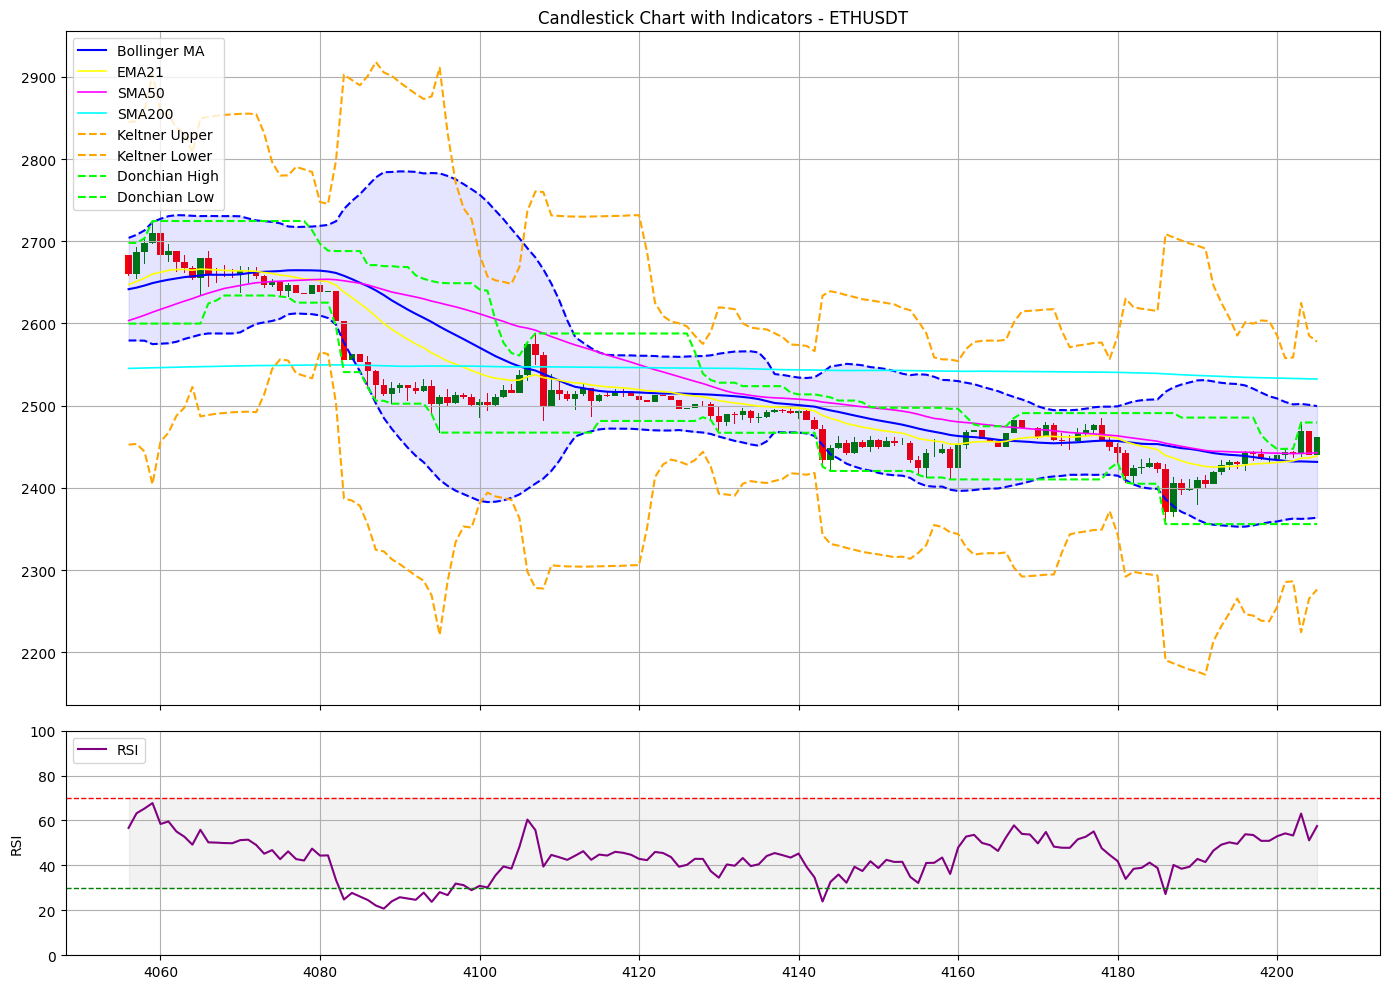 Candlestick Chart with Indicators - ETHUSDT
Bollinger MA
EMA21
SMA50
SMA200
Keltner Upper
Keltner Lower
Donchian High
Donchian Low
2900
2800
2700
2600
2500
2400
2300
2200
RSI
100
80
60
40
20
0
RSI
4060 4080 4100 4120 4140 4160 4180 4200